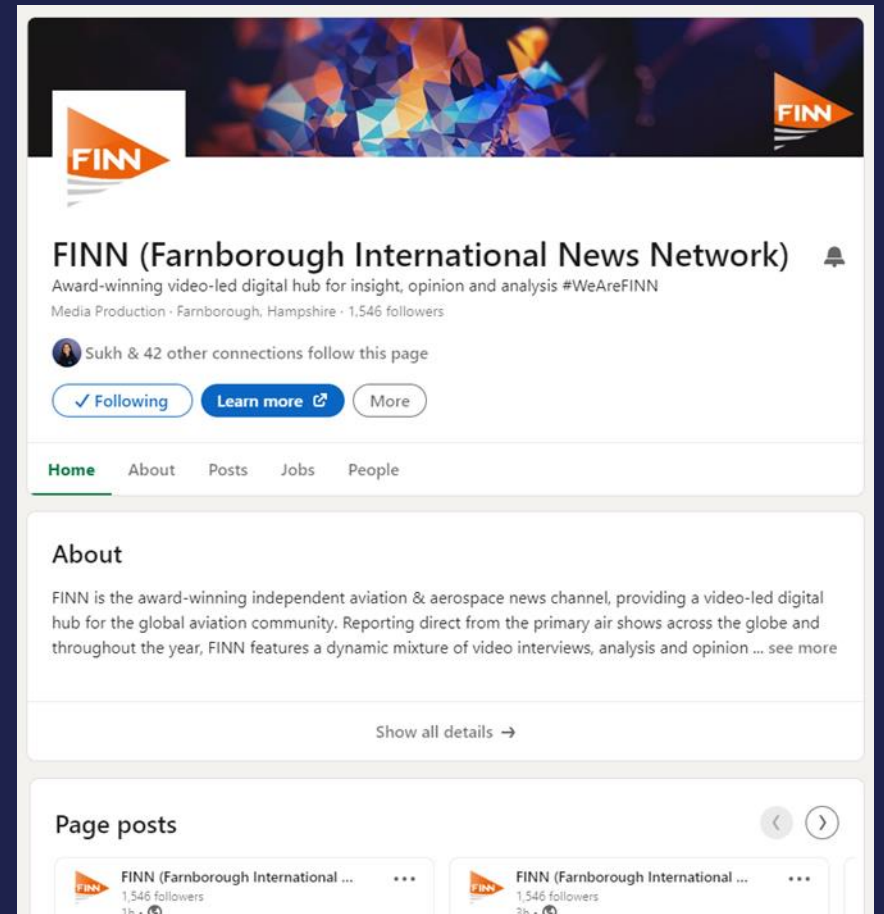 FINN
FINN
FINN (Farnborough International News Network)
Award-winning video-led digital hub for insight, opinion and analysis #WeAreFINN
Media Production · Farnborough, Hampshire · 1,546 followers
Sukh & 42 other connections follow this page
✓ Following Learn more More
Home About Posts Jobs People
About
FINN is the award-winning independent aviation & aerospace news channel, providing a video-led digital
hub for the global aviation community. Reporting direct from the primary air shows across the globe and
throughout the year, FINN features a dynamic mixture of video interviews, analysis and opinion ... see more
Show all details →
Page posts
FINN
FINN (Farnborough International ...
1,546 followers
1h •
FINN
FINN (Farnborough International ...
1,546 followers
3h •